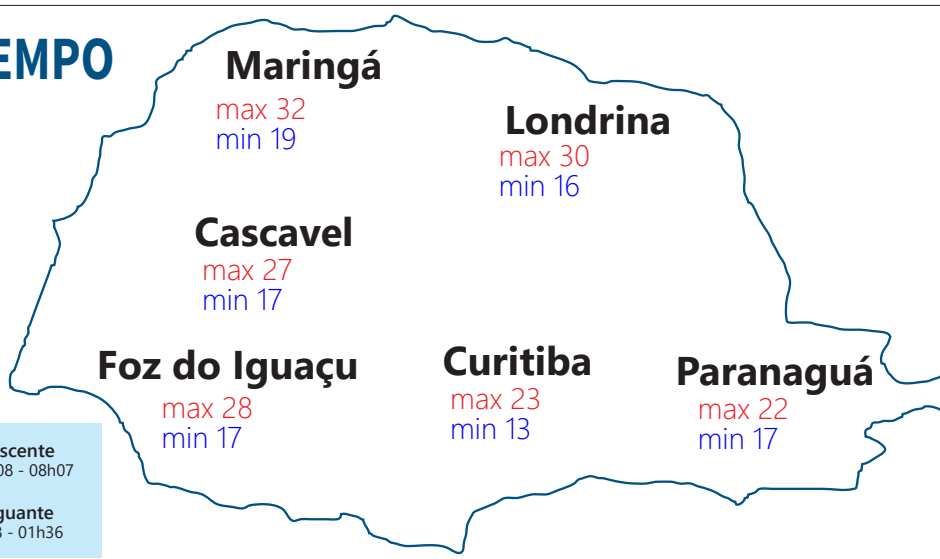 EMPO
Maringá
max 32
min 19
Londrina
max 30
min 16
Cascavel
max 27
min 17
Foz do Iguaçu
max 28
min 17
Curitiba
max 23
min 13
Paranaguá
max 22
min 17
scente
08 - 08h07
guante
- 01h36